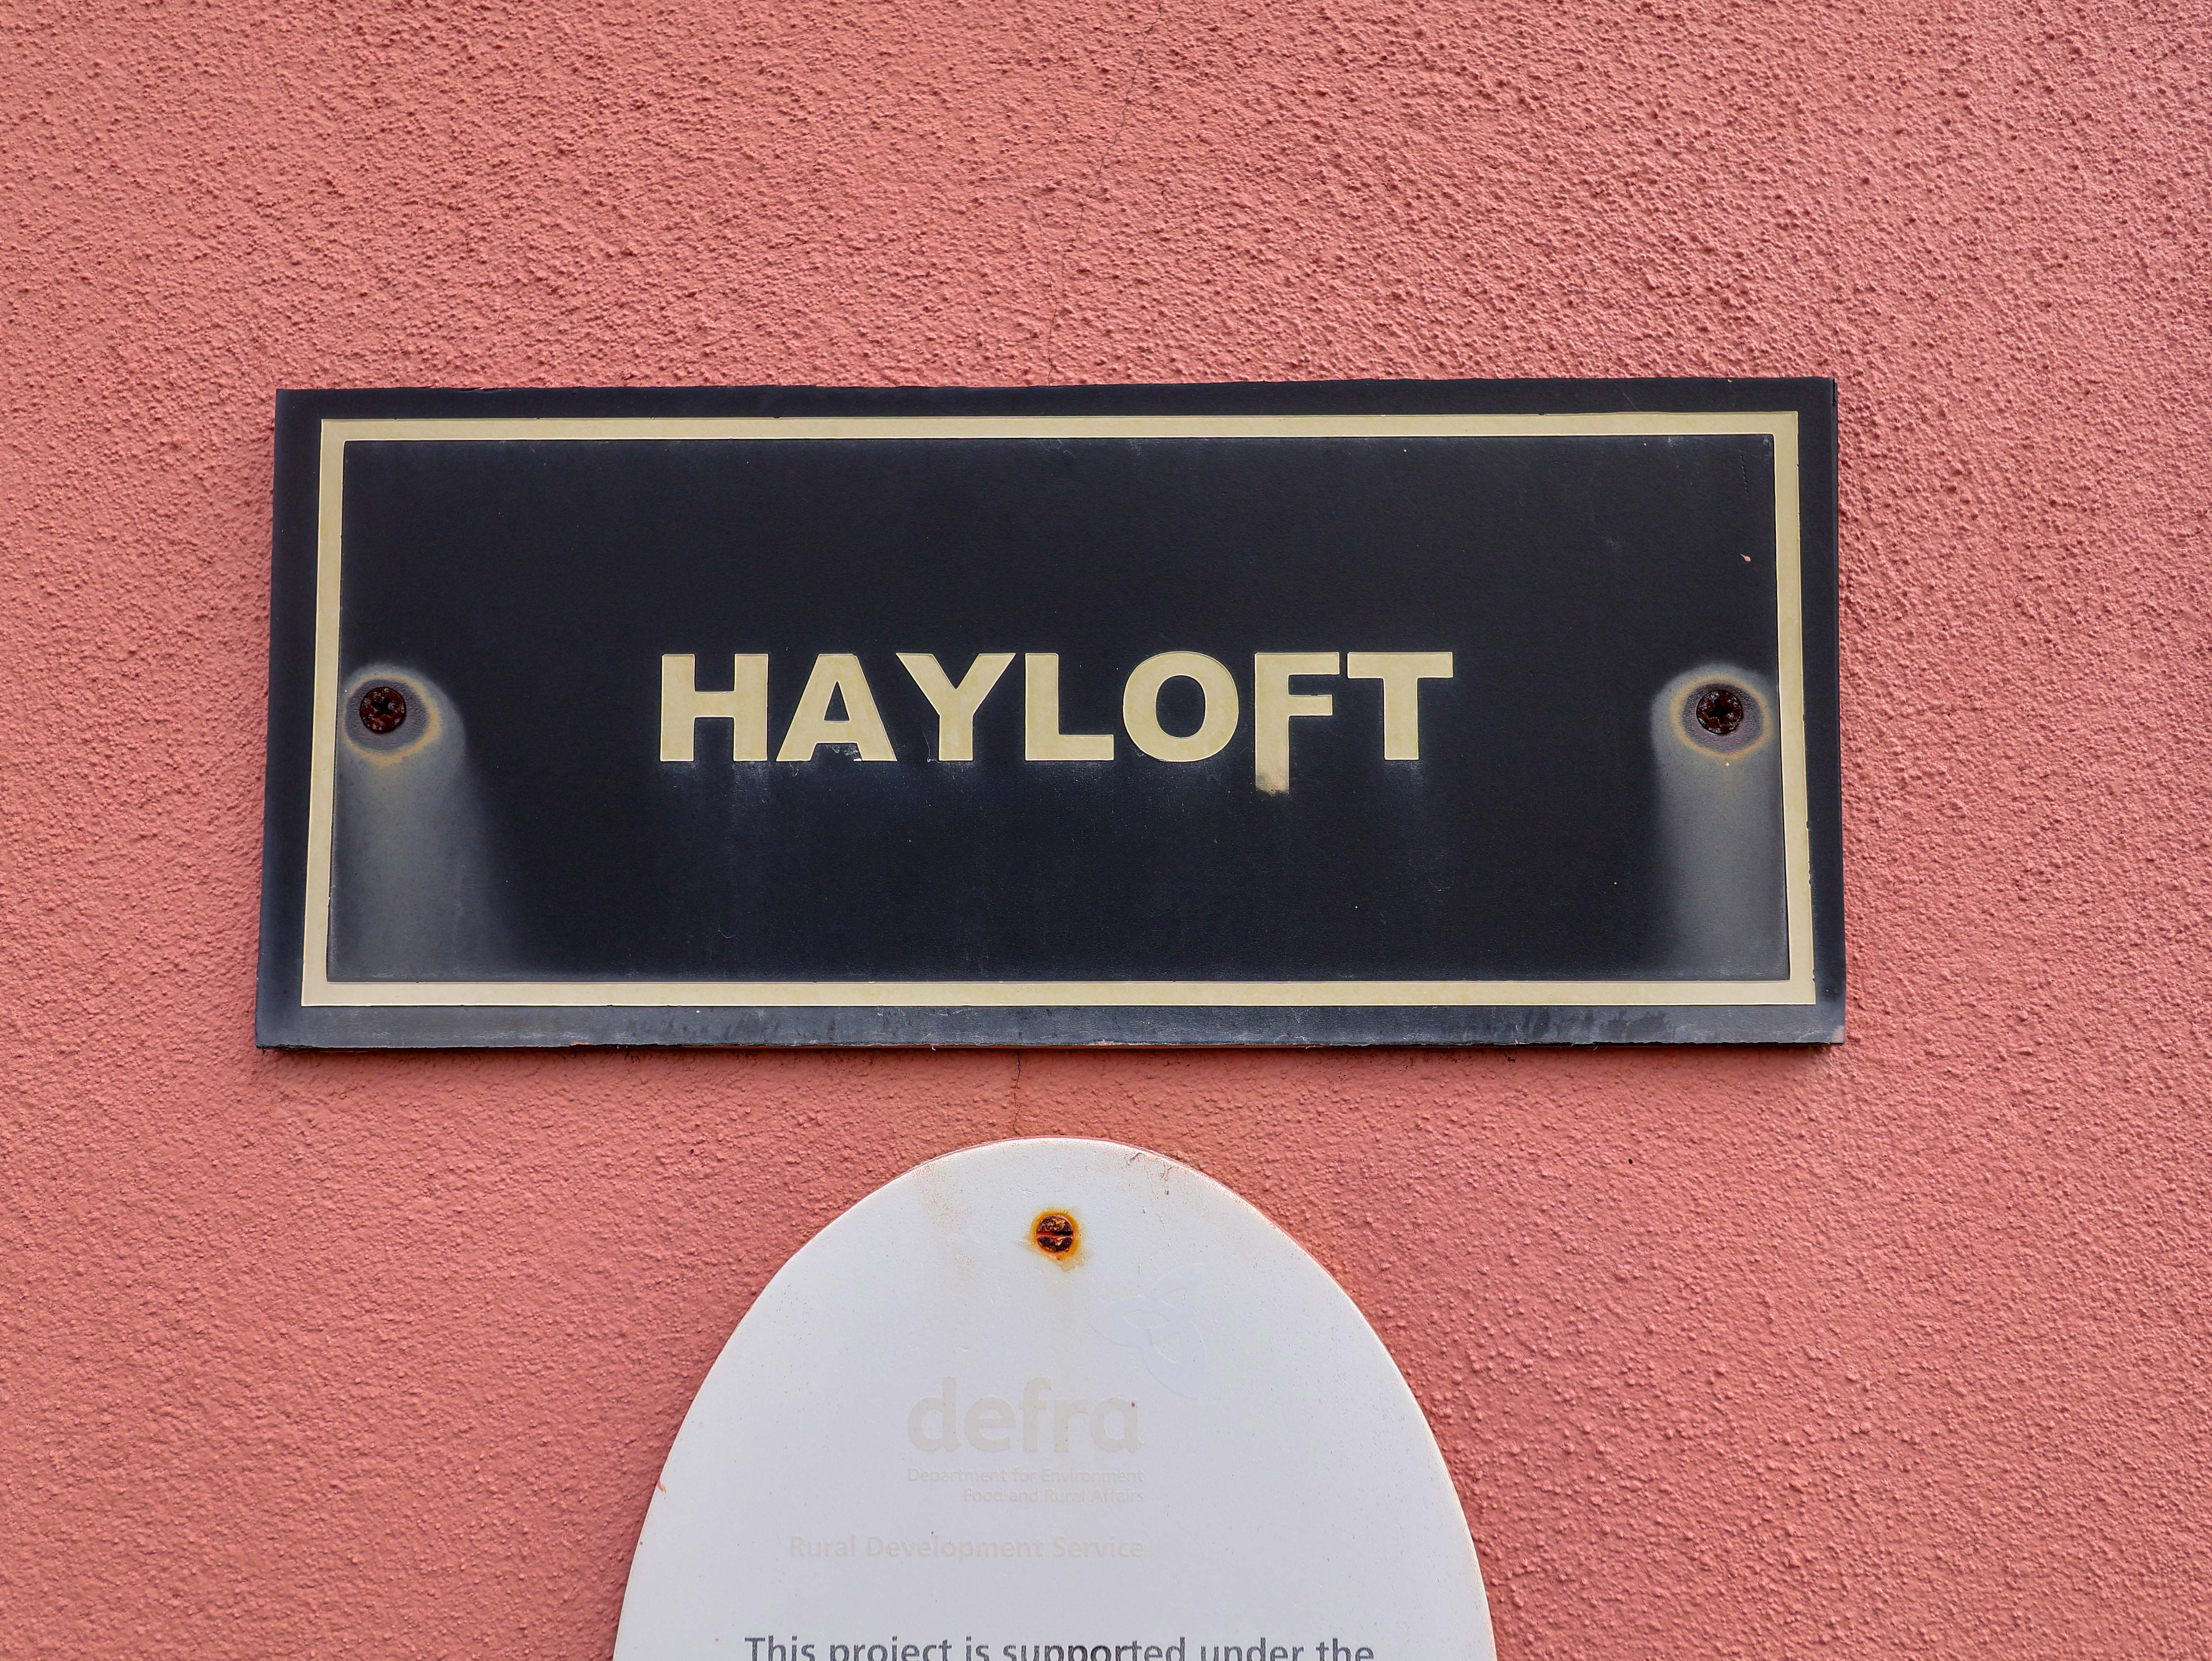 HAYLOFT
defra
Department for Environment
Food and Rural Affairs
Rural Development Service
This project is supported under the